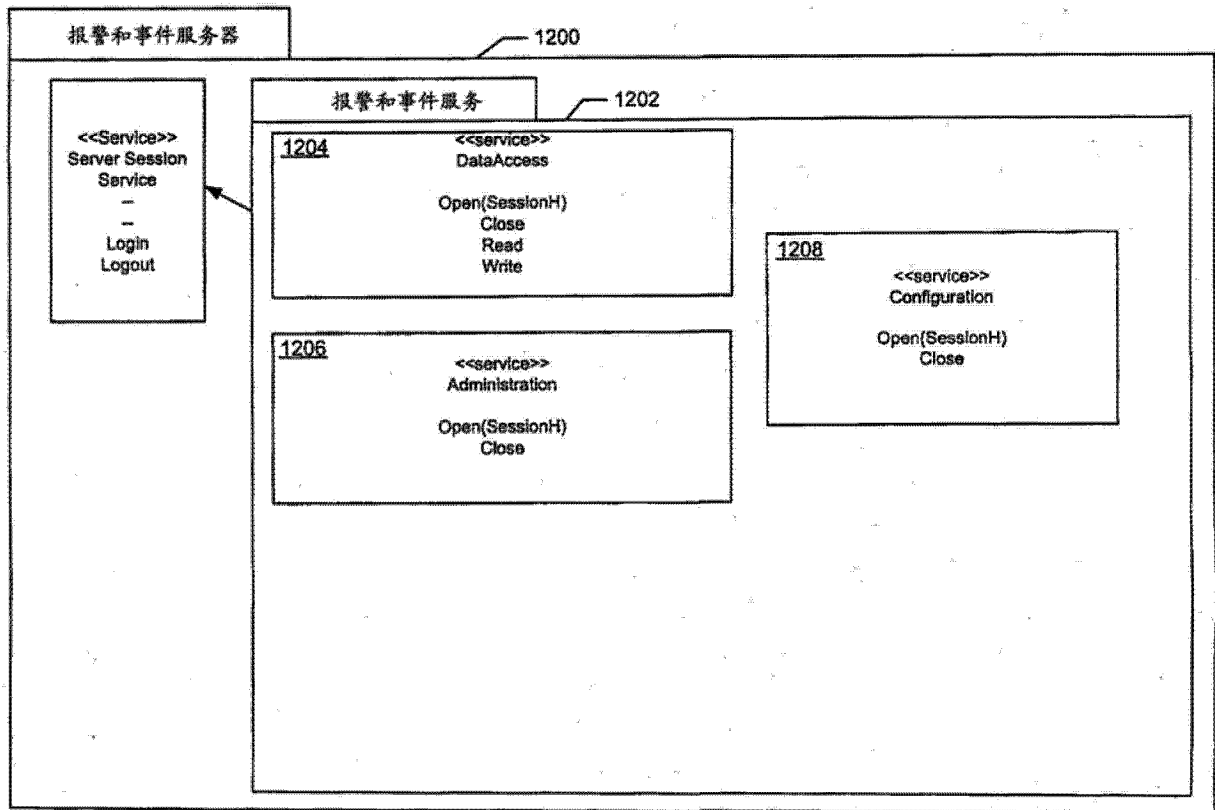 报警和事件服务器
1200
报警和事件服务
1202
<<Service>>
Server Session
Service
–
–
Login
Logout
1204
<<service>>
DataAccess
Open(SessionH)
Close
Read
Write
1206
<<service>>
Administration
Open(SessionH)
Close
1208
<<service>>
Configuration
Open(SessionH)
Close